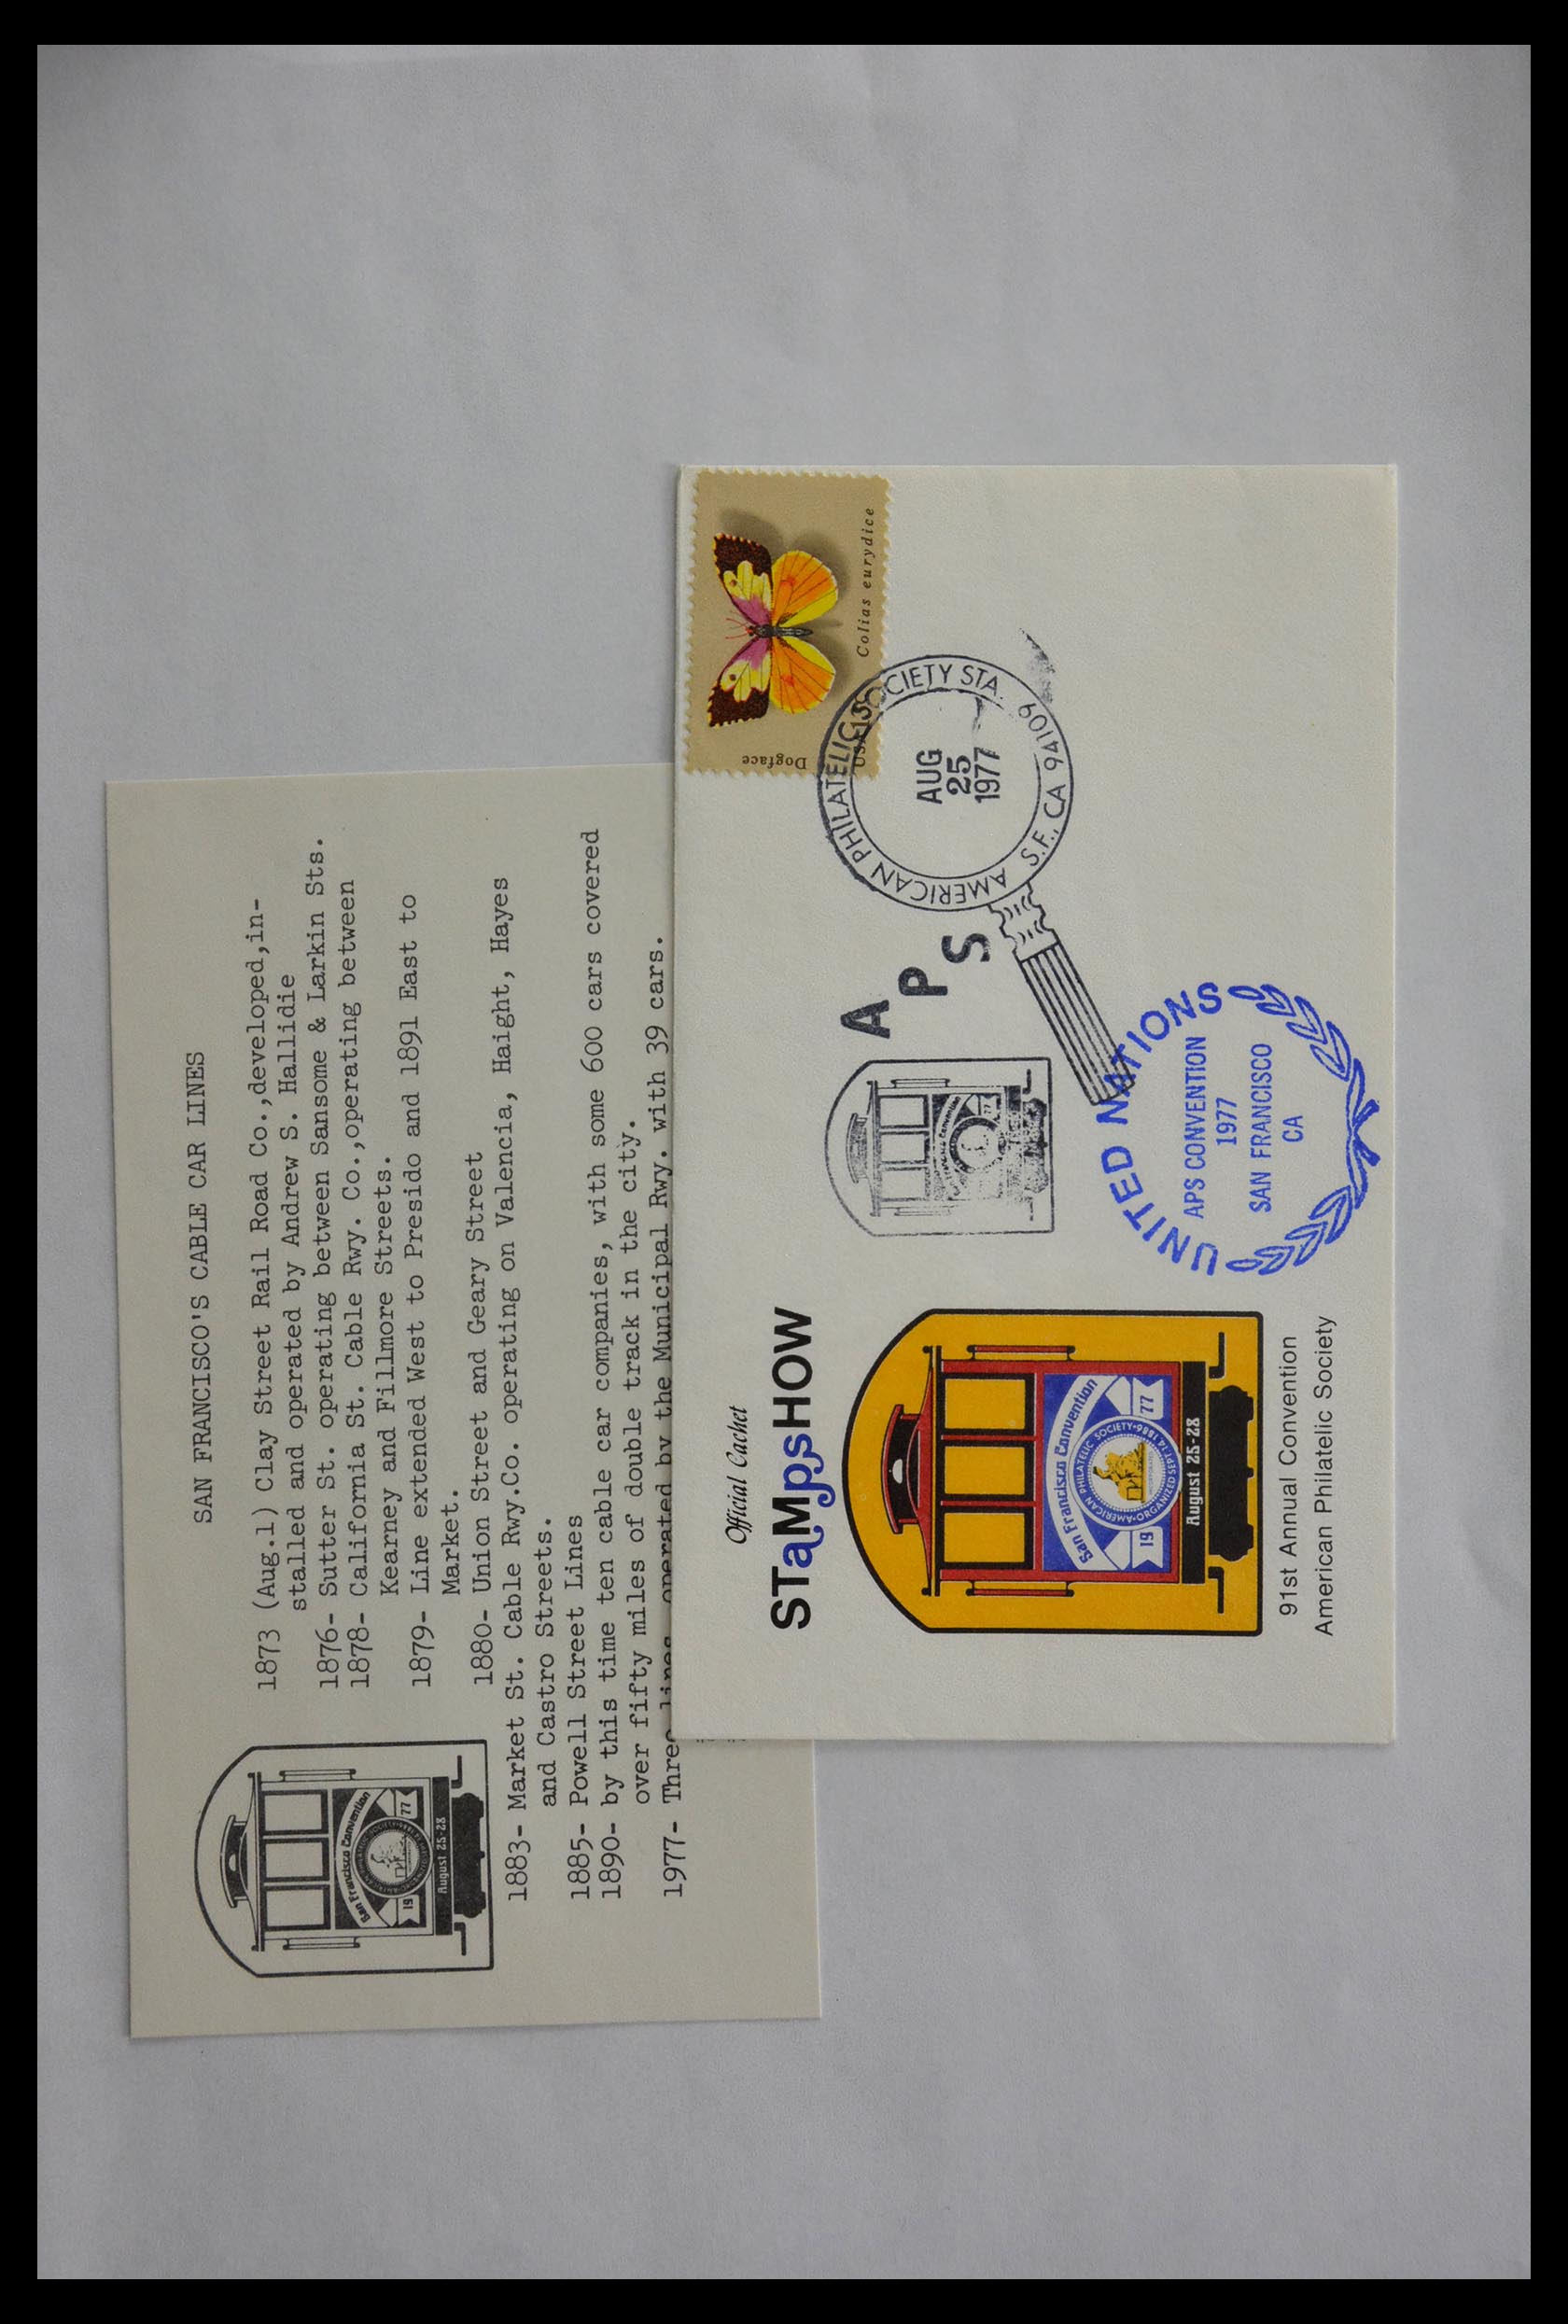 SAN FRANCISCO'S CABLE CAR LINES
1873 (Aug.1) Clay Street Rail Road Co.,developed,in-
stalled and operated by Andrew S. Hallidie
1876- Sutter St. operating between Sansome & Larkin Sts.
1878- California St. Cable Rwy. Co.,operating between
Kearney and Fillmore Streets.
1879- Line extended West to Presido and 1891 East to
Market.
1880- Union Street and Geary Street
1883- Market St. Cable Rwy.Co. operating on Valencia, Haight, Hayes
and Castro Streets.
1885- Powell Street Lines
1890- by this time ten cable car companies, with some 600 cars covered
over fifty miles of double track in the city.
1977- Three lines operated by the Municipal Rwy. with 39 cars.
San Francisco Convention
19 77
August 25-28
Official Cachet
STaMpsHOW
San Francisco Convention
AMERICAN PHILATELIC SOCIETY
ORGANIZED SEPT. 14 1886
19 77
August 25-28
91st Annual Convention
American Philatelic Society
A P S
AMERICAN PHILATELIC SOCIETY STA.
S.F., CA 94109
AUG
25
1977
UNITED NATIONS
APS CONVENTION
1977
SAN FRANCISCO
CA
Dogface
Colias eurydice